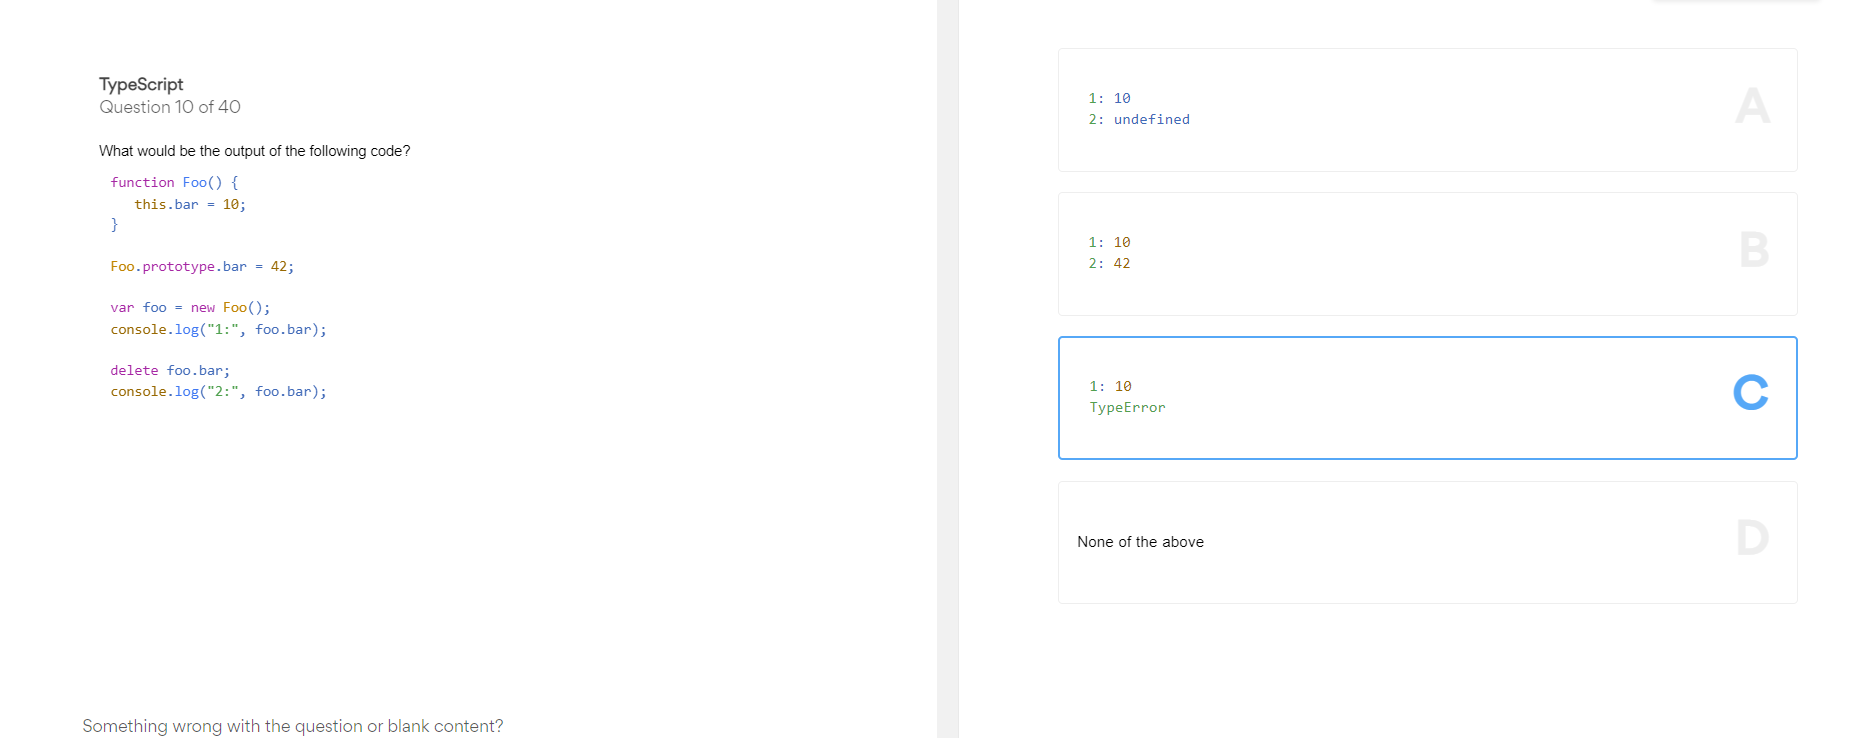 TypeScript
Question 10 of 40
What would be the output of the following code?
function Foo() {
this.bar = 10;
}
Foo.prototype.bar = 42;
var foo = new Foo();
console.log("1:", foo.bar);
delete foo.bar;
console.log("2:", foo.bar);
Something wrong with the question or blank content?
1: 10
2: undefined
A
1: 10
2: 42
B
1: 10
TypeError
C
None of the above
D